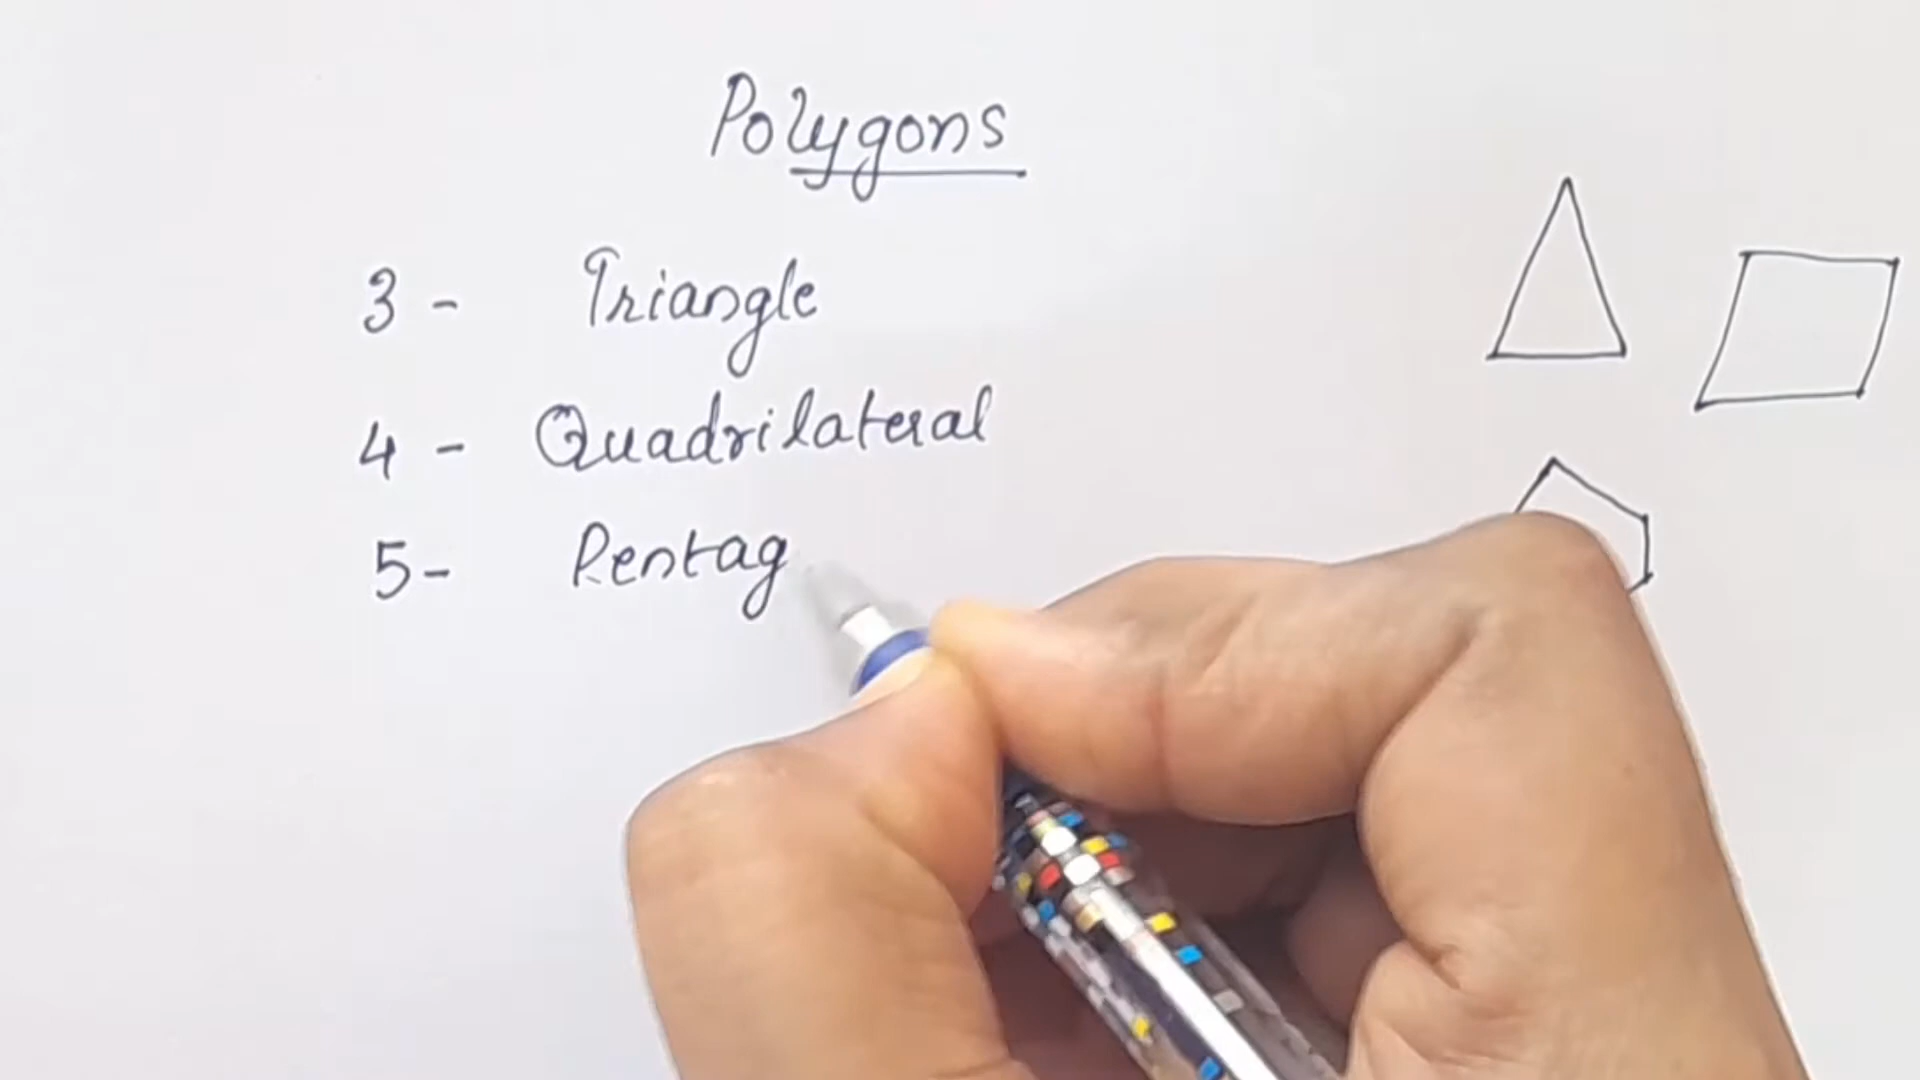 Polygons
3 - Triangle
4 - Quadrilateral
5 - Pentag